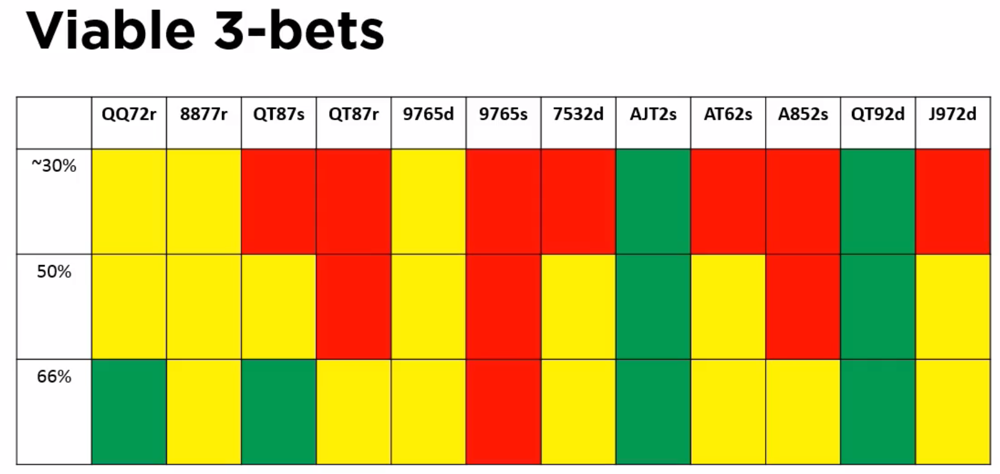 Viable 3-bets
QQ72r 8877r QT87s QT87r 9765d 9765s 7532d AJT2s AT62s A852s QT92d J972d
~30%
50%
66%